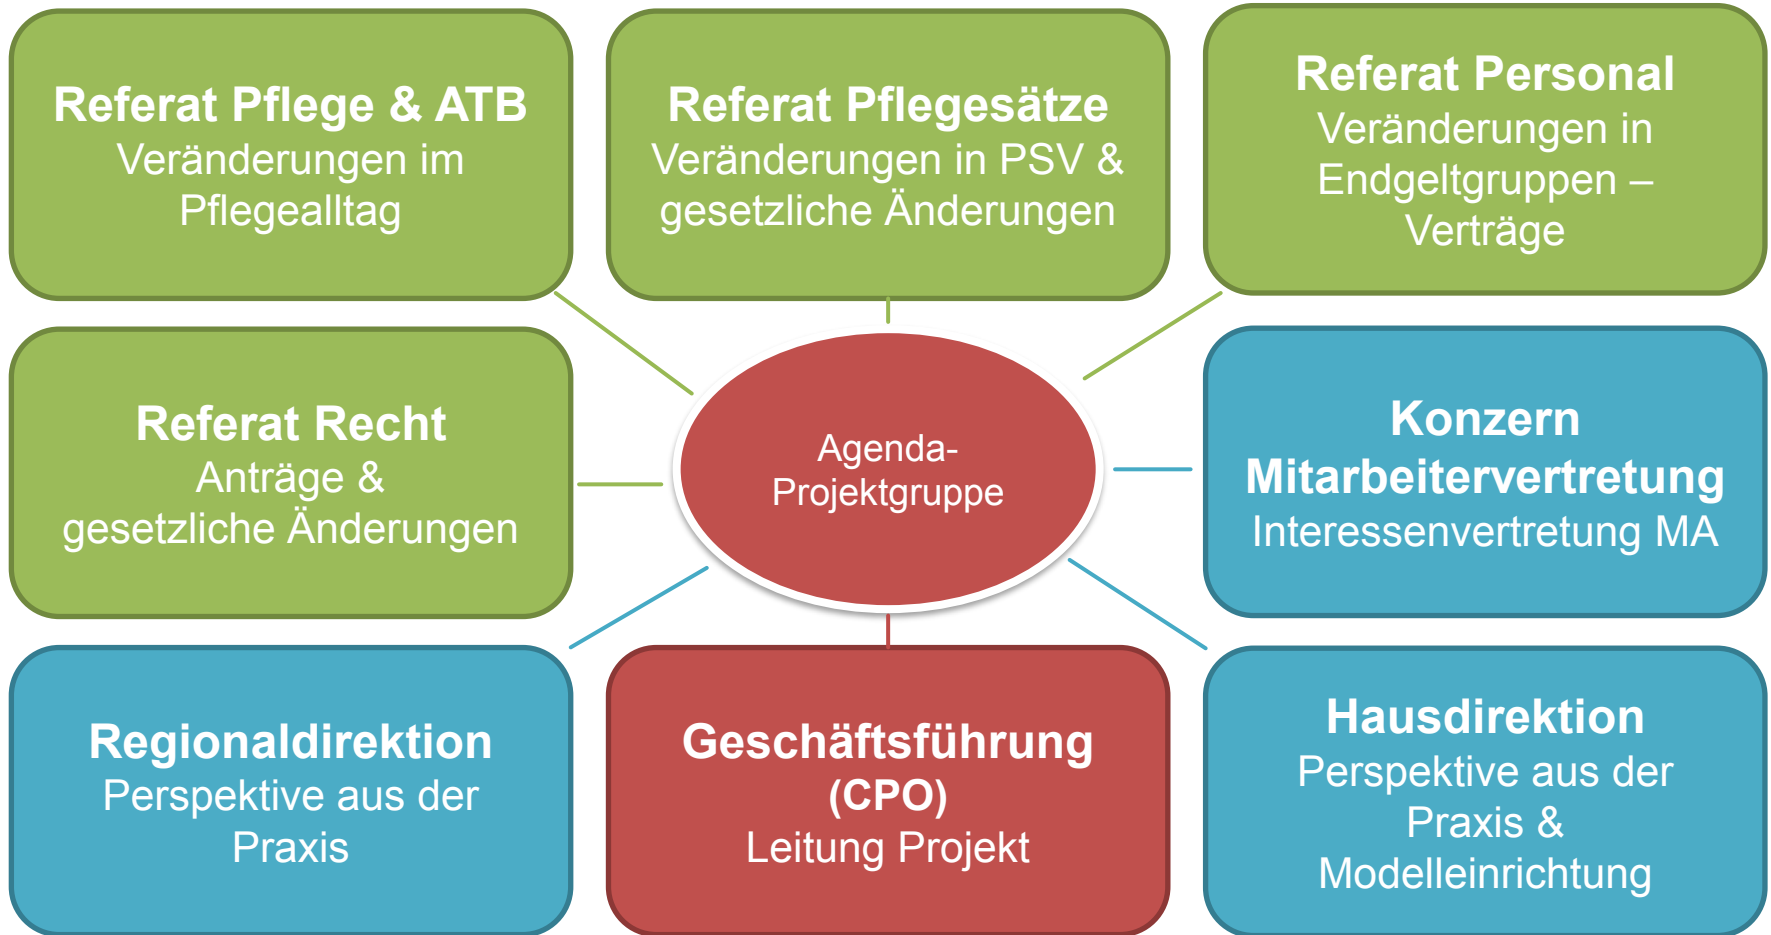 Referat Pflege & ATB
Veränderungen im
Pflegealltag
Referat Pflegesätze
Veränderungen in PSV &
gesetzliche Änderungen
Referat Personal
Veränderungen in
Endgeltgruppen –
Verträge
Referat Recht
Anträge &
gesetzliche Änderungen
Agenda-
Projektgruppe
Konzern
Mitarbeitervertretung
Interessenvertretung MA
Regionaldirektion
Perspektive aus der
Praxis
Geschäftsführung
(CPO)
Leitung Projekt
Hausdirektion
Perspektive aus der
Praxis &
Modelleinrichtung